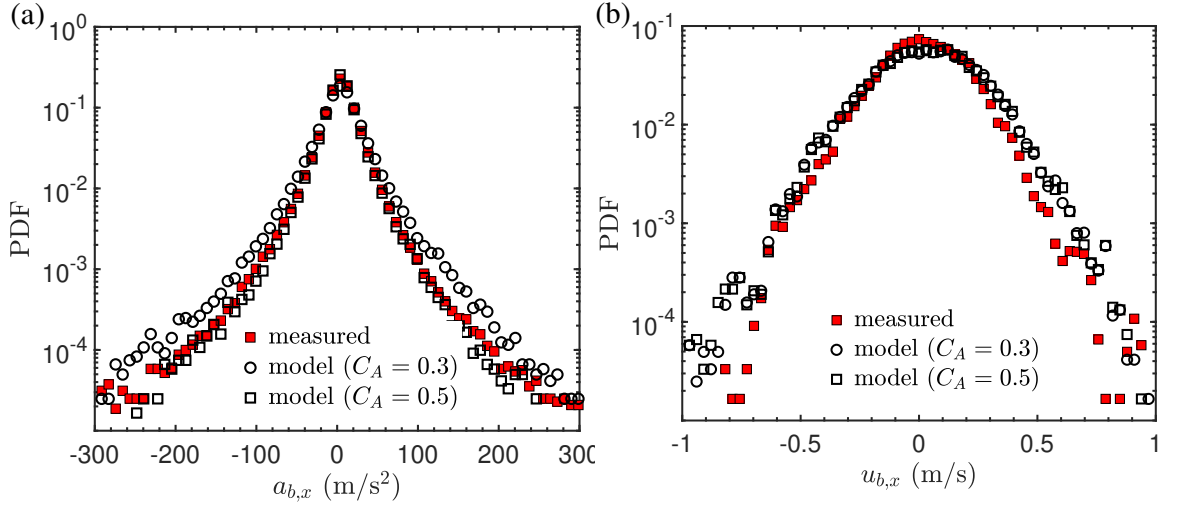 (a)
10^0
10^-1
10^-2
10^-3
10^-4
PDF
measured
model (C_A = 0.3)
model (C_A = 0.5)
-300 -200 -100 0 100 200 300
a_{b,x} (m/s^2)
(b)
10^-1
10^-2
10^-3
10^-4
PDF
measured
model (C_A = 0.3)
model (C_A = 0.5)
-1 -0.5 0 0.5 1
u_{b,x} (m/s)